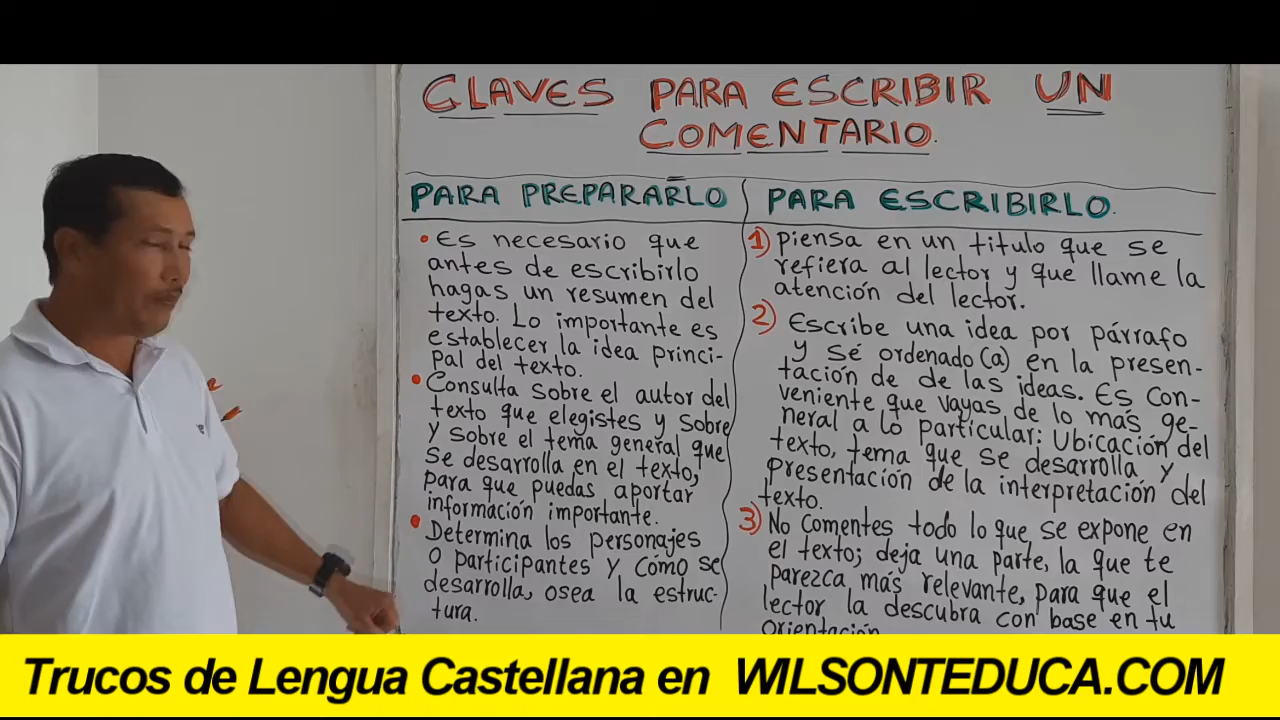 CLAVES PARA ESCRIBIR UN
COMENTARIO.
PARA PREPARARLO
• Es necesario que
antes de escribirlo
hagas un resumen del
texto. Lo importante es
establecer la idea princi-
pal del texto.
• Consulta sobre el autor del
texto que elegistes y sobre
y sobre el tema general que
se desarrolla en el texto,
para que puedas aportar
información importante.
• Determina los personajes
o participantes y cómo se
desarrolla, osea la estruc-
tura.
PARA ESCRIBIRLO.
1) piensa en un titulo que se
refiera al lector y que llame la
atención del lector.
2) Escribe una idea por párrafo
y sé ordenado(a) en la presen-
tación de de las ideas. Es con-
veniente que vayas de lo más ge-
neral a lo particular: Ubicación del
texto, tema que se desarrolla y
presentación de la interpretación del
texto.
3) No comentes todo lo que se expone en
el texto; deja una parte, la que te
parezca más relevante, para que el
lector la descubra con base en tu
orientación
Trucos de Lengua Castellana en WILSONTEDUCA.COM